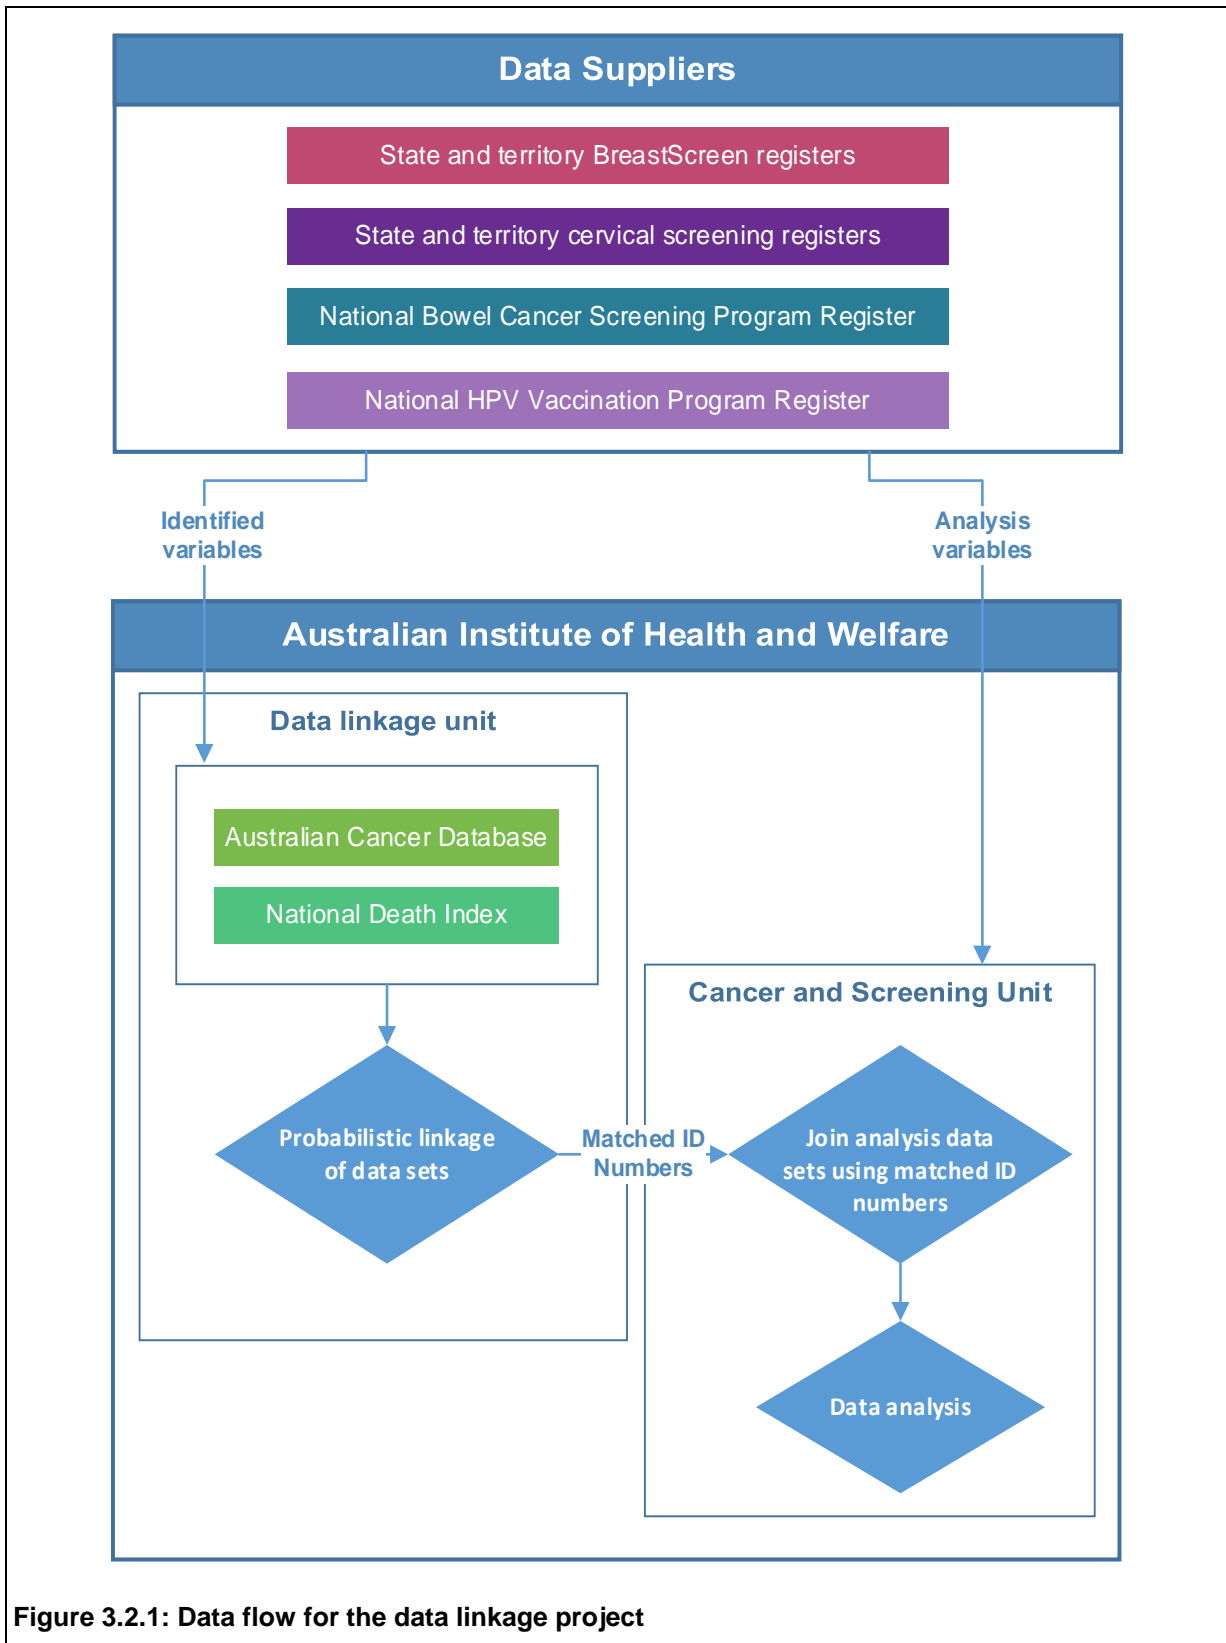 Data Suppliers
State and territory BreastScreen registers
State and territory cervical screening registers
National Bowel Cancer Screening Program Register
National HPV Vaccination Program Register
Identified
variables
Analysis
variables
Australian Institute of Health and Welfare
Data linkage unit
Australian Cancer Database
National Death Index
Cancer and Screening Unit
Probabilistic linkage
of data sets
Matched ID
Numbers
Join analysis data
sets using matched ID
numbers
Data analysis
Figure 3.2.1: Data flow for the data linkage project